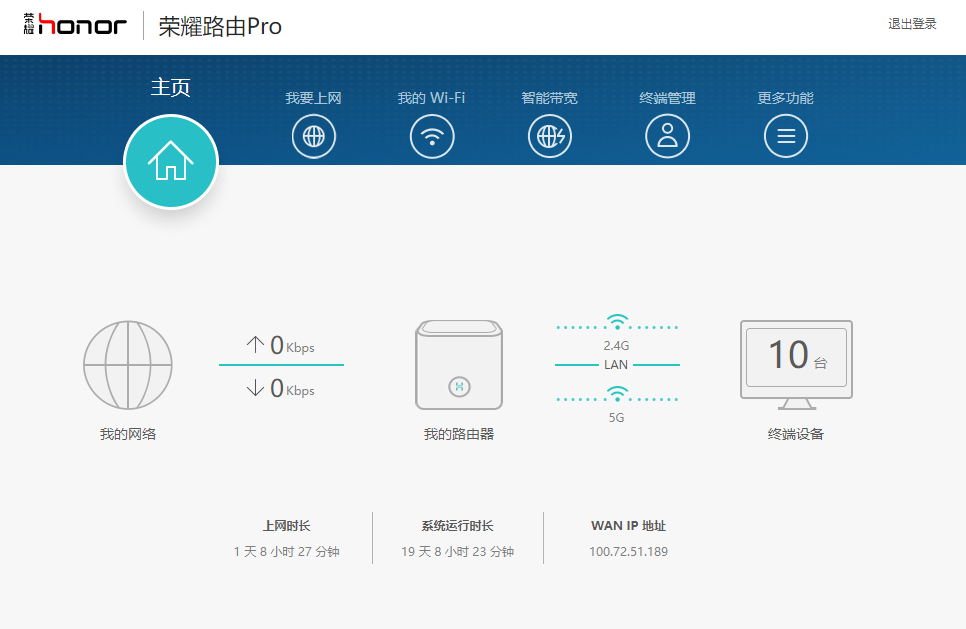 荣耀 honor 荣耀路由Pro 退出登录
主页 我要上网 我的 Wi-Fi 智能带宽 终端管理 更多功能
0 Kbps
0 Kbps
2.4G
LAN
5G
10 台
我的网络 我的路由器 终端设备
上网时长 系统运行时长 WAN IP 地址
1 天 8 小时 27 分钟 19 天 8 小时 23 分钟 100.72.51.189